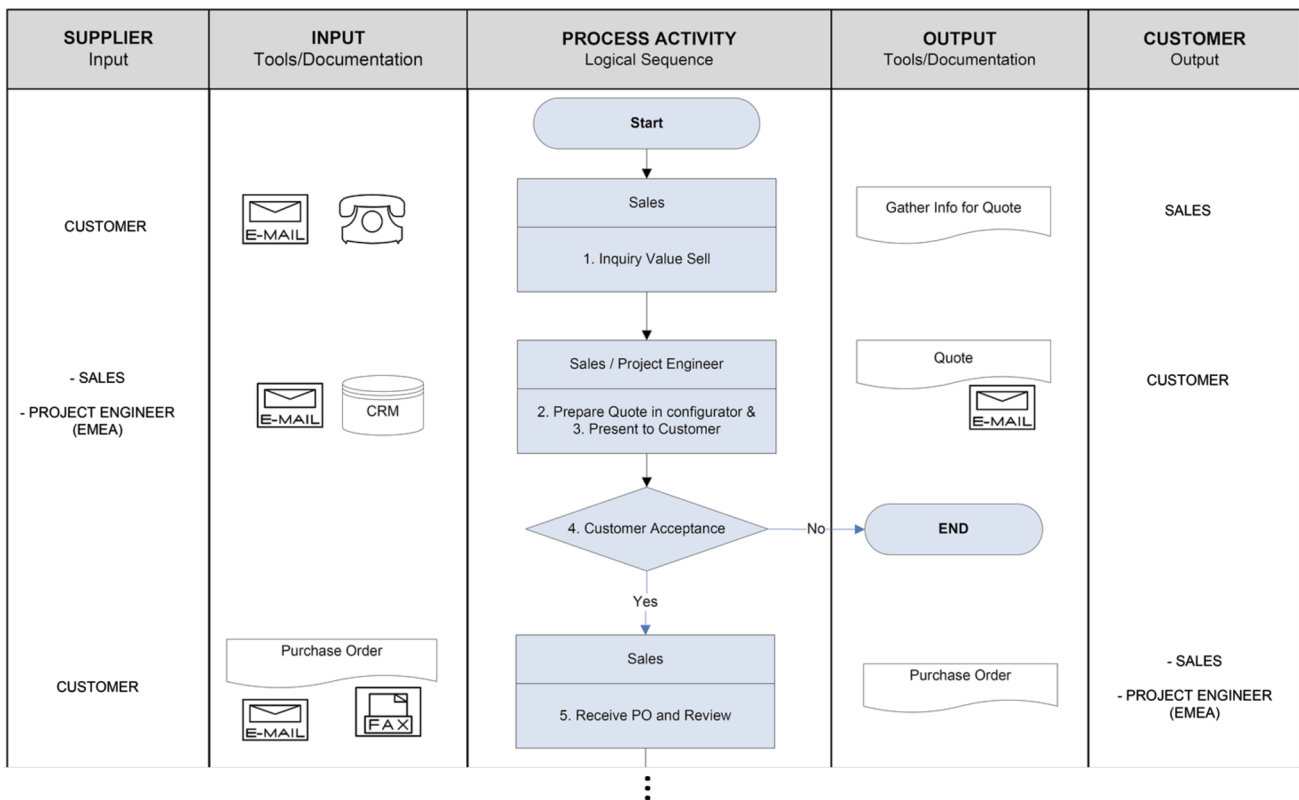 SUPPLIER
Input
INPUT
Tools/Documentation
PROCESS ACTIVITY
Logical Sequence
OUTPUT
Tools/Documentation
CUSTOMER
Output
Start
CUSTOMER
E-MAIL
Sales
1. Inquiry Value Sell
Gather Info for Quote
SALES
- SALES
- PROJECT ENGINEER
(EMEA)
E-MAIL
CRM
Sales / Project Engineer
2. Prepare Quote in configurator &
3. Present to Customer
Quote
E-MAIL
CUSTOMER
4. Customer Acceptance
No
END
Yes
CUSTOMER
Purchase Order
E-MAIL
FAX
Sales
5. Receive PO and Review
Purchase Order
- SALES
- PROJECT ENGINEER
(EMEA)